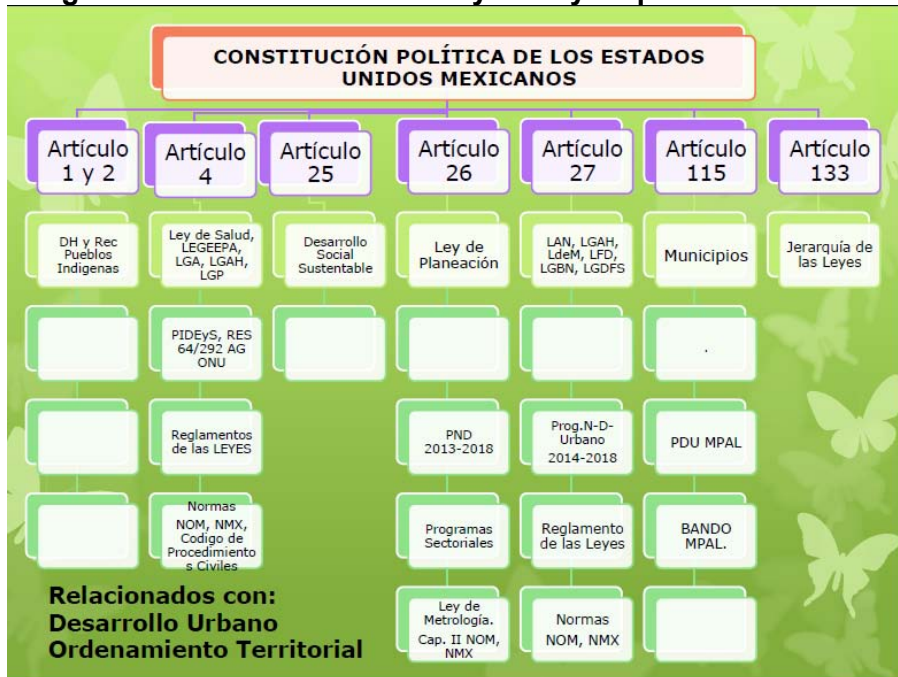 CONSTITUCIÓN POLÍTICA DE LOS ESTADOS
UNIDOS MEXICANOS
Artículo
1 y 2
Artículo
4
Artículo
25
Artículo
26
Artículo
27
Artículo
115
Artículo
133
DH y Rec
Pueblos
Indigenas
Ley de Salud,
LEGEEPA,
LGA, LGAH,
LGP
Desarrollo
Social
Sustentable
Ley de
Planeación
LAN, LGAH,
LdeM, LFD,
LGBN, LGDFS
Municipios
Jerarquía de
las Leyes
PIDEyS, RES
64/292 AG
ONU
.
Reglamentos
de las LEYES
PND
2013-2018
Prog.N-D-
Urbano
2014-2018
PDU MPAL
Normas
NOM, NMX,
Codigo de
Procedimiento
s Civiles
Programas
Sectoriales
Reglamento
de las Leyes
BANDO
MPAL.
Ley de
Metrología.
Cap. II NOM,
NMX
Normas
NOM, NMX
Relacionados con:
Desarrollo Urbano
Ordenamiento Territorial